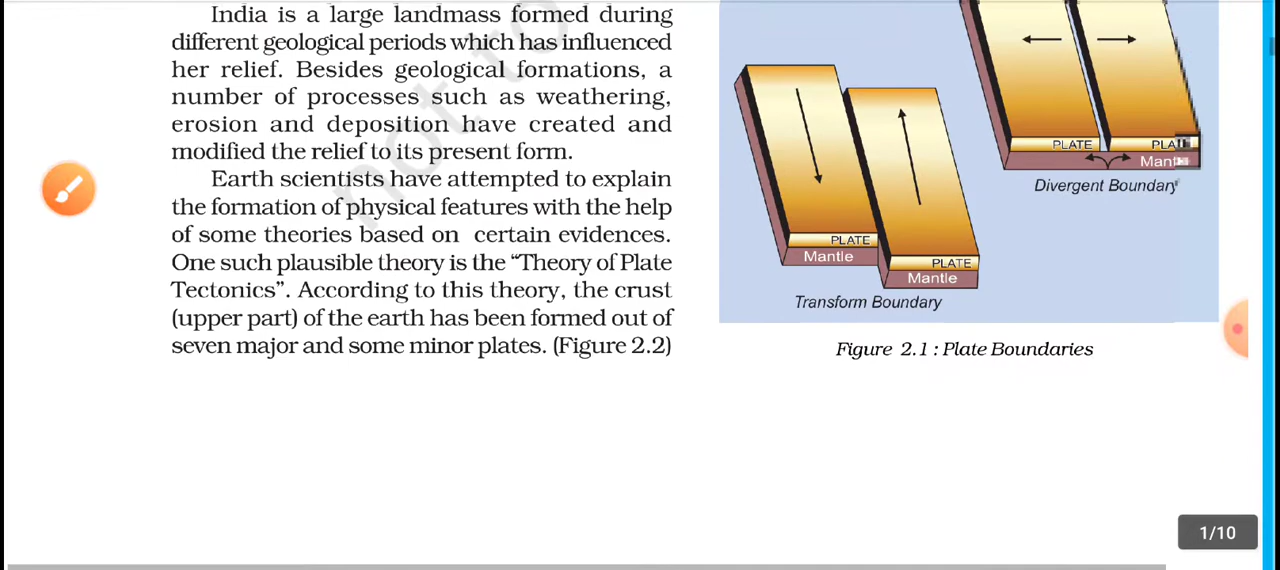 India is a large landmass formed during
different geological periods which has influenced
her relief. Besides geological formations, a
number of processes such as weathering,
erosion and deposition have created and
modified the relief to its present form.
Earth scientists have attempted to explain
the formation of physical features with the help
of some theories based on certain evidences.
One such plausible theory is the “Theory of Plate
Tectonics”. According to this theory, the crust
(upper part) of the earth has been formed out of
seven major and some minor plates. (Figure 2.2)
not to
PLATE
Mantle
Divergent Boundary
PLATE
Mantle
PLATE
Mantle
Transform Boundary
Figure 2.1 : Plate Boundaries
1/10